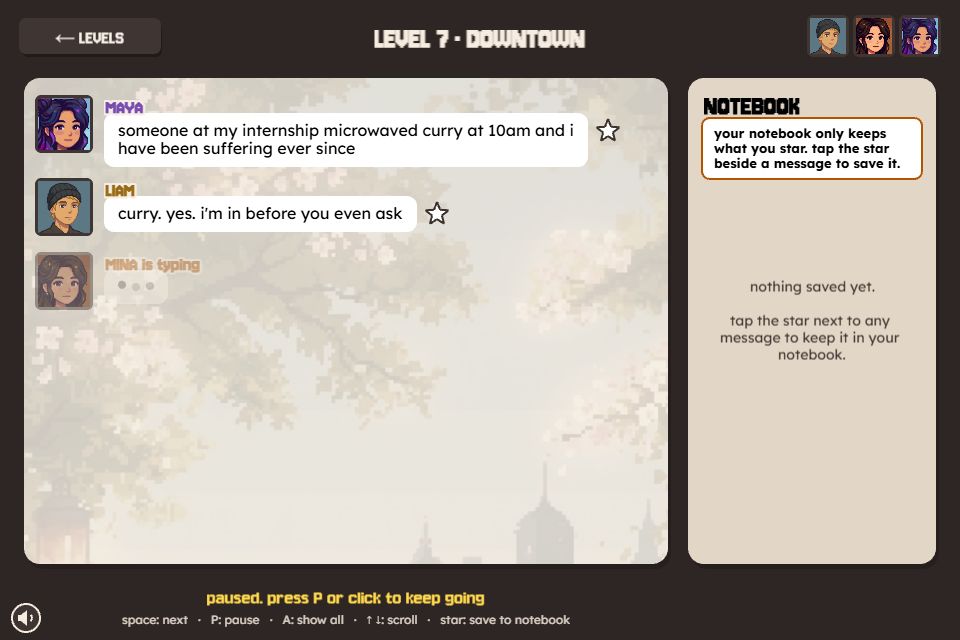 ← LEVELS
LEVEL 7 · DOWNTOWN
MAYA
someone at my internship microwaved curry at 10am and i
have been suffering ever since
LIAM
curry. yes. i'm in before you even ask
MINA is typing
NOTEBOOK
your notebook only keeps
what you star. tap the star
beside a message to save it.
nothing saved yet.
tap the star next to any
message to keep it in your
notebook.
paused. press P or click to keep going
space: next · P: pause · A: show all · ↑↓: scroll · star: save to notebook